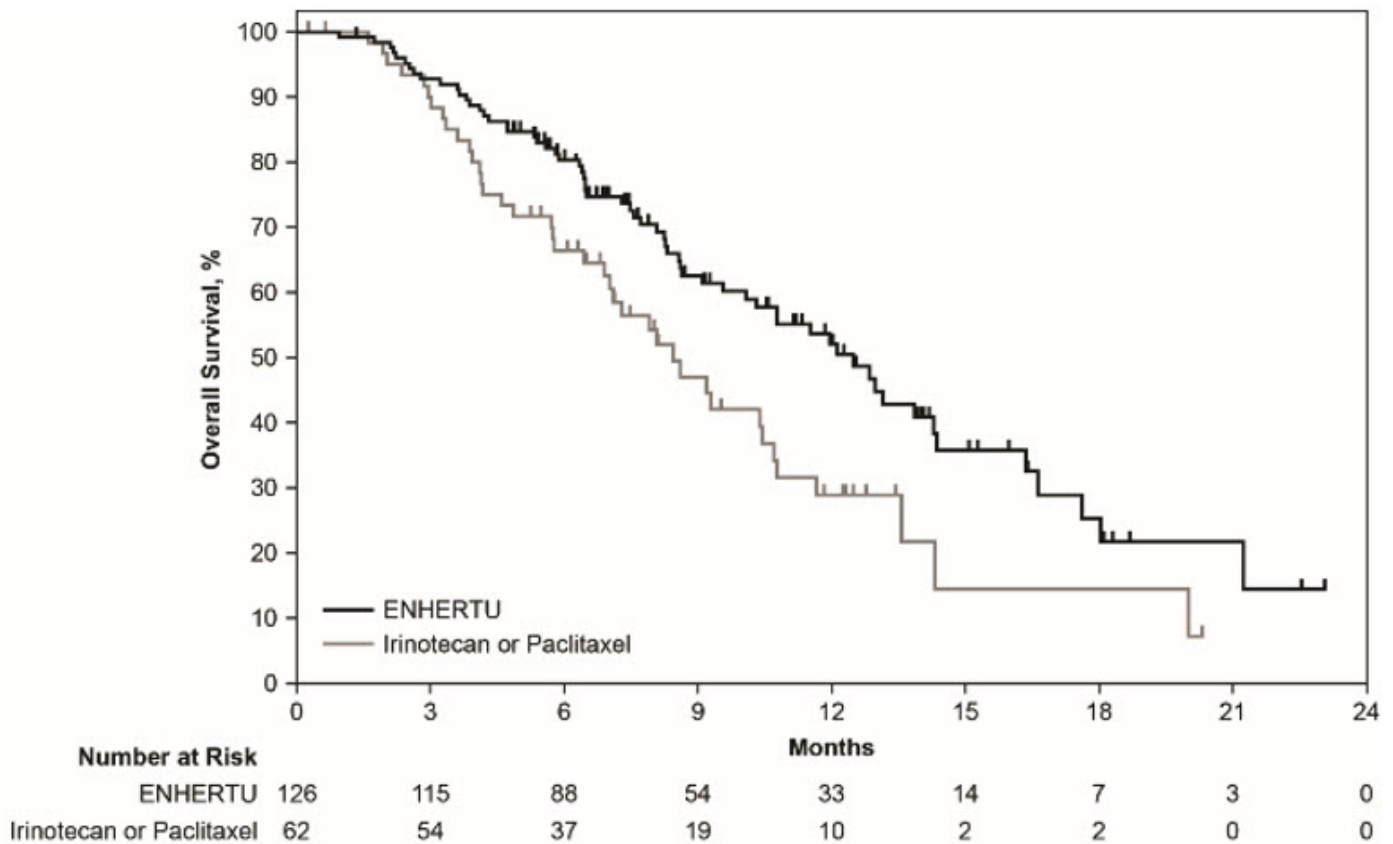 Overall Survival, %
100
90
80
70
60
50
40
30
20
10
0
ENHERTU
Irinotecan or Paclitaxel
0 3 6 9 12 15 18 21 24
Months
Number at Risk
ENHERTU 126 115 88 54 33 14 7 3 0
Irinotecan or Paclitaxel 62 54 37 19 10 2 2 0 0